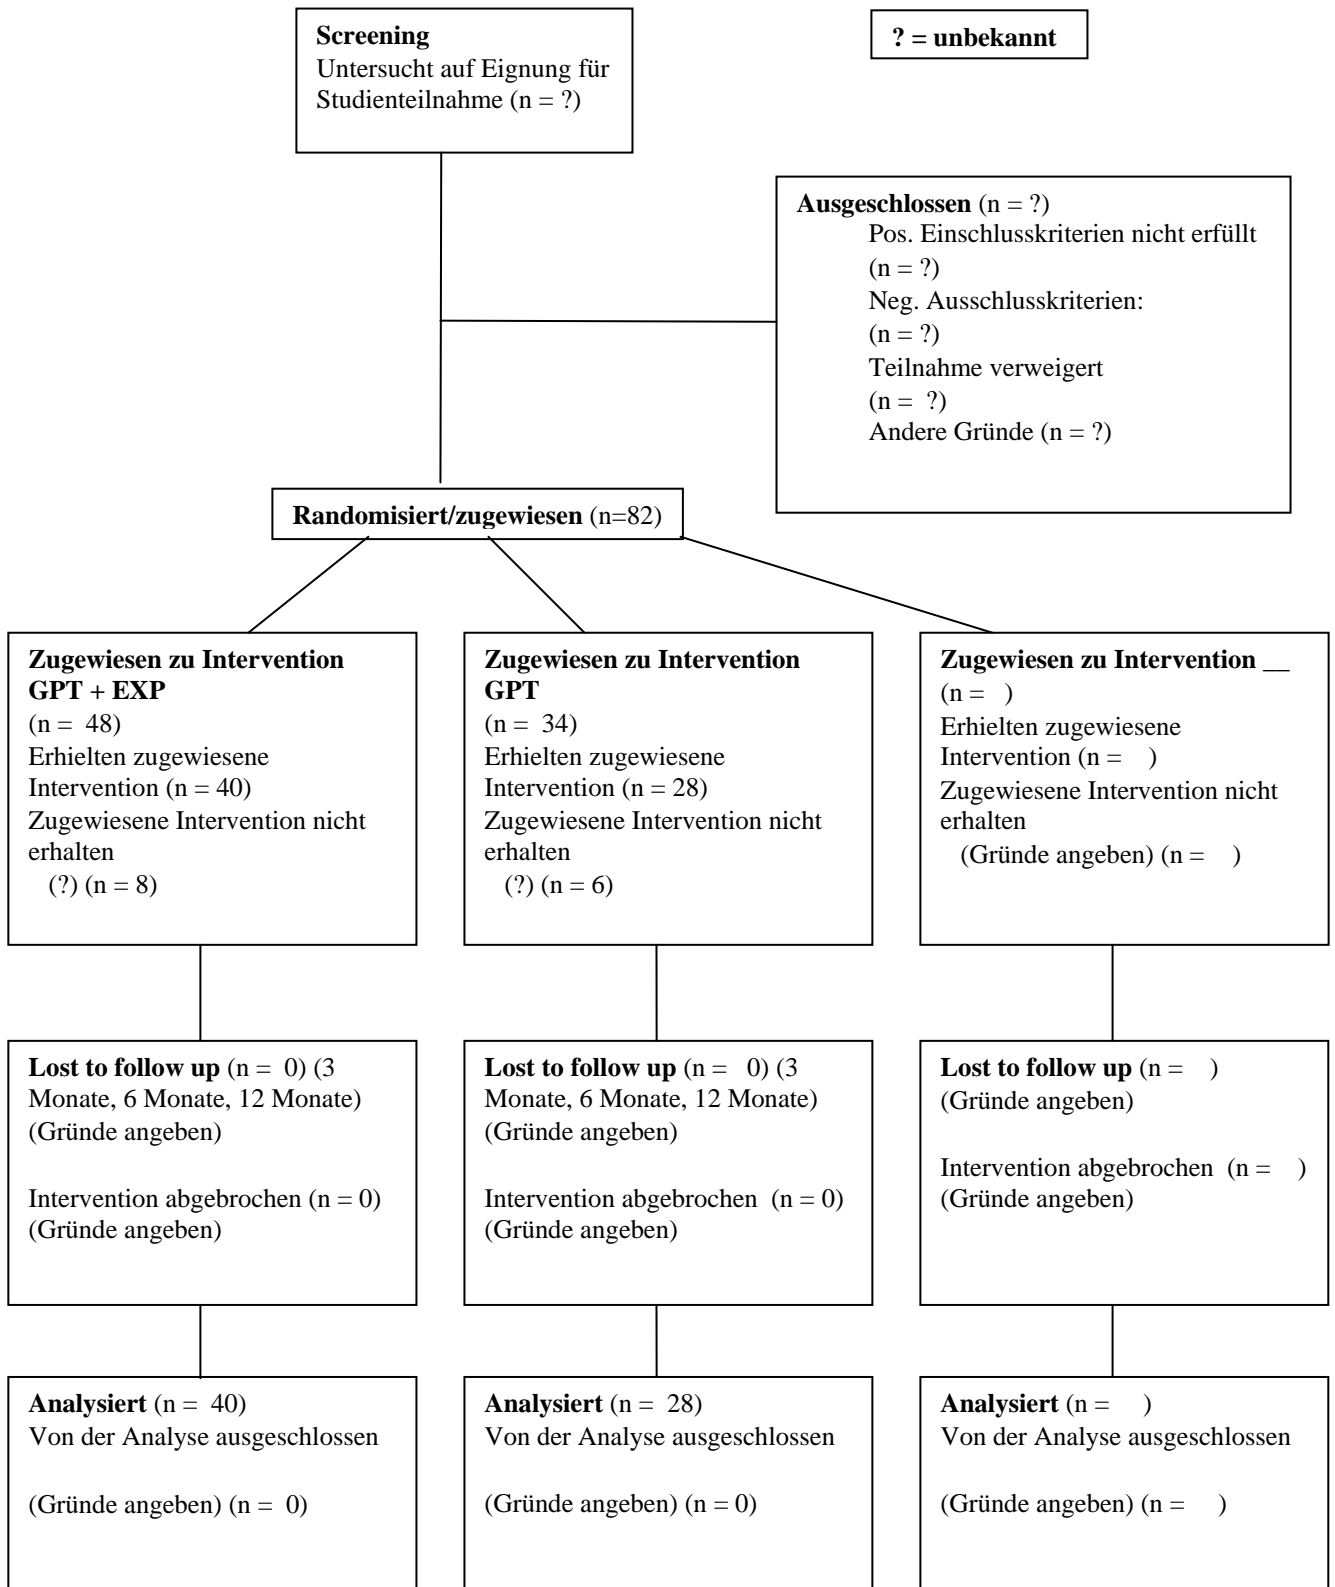 Screening
Untersucht auf Eignung für
Studienteilnahme (n = ?)
? = unbekannt
Ausgeschlossen (n = ?)
Pos. Einschlusskriterien nicht erfüllt
(n = ?)
Neg. Ausschlusskriterien:
(n = ?)
Teilnahme verweigert
(n =  ?)
Andere Gründe (n = ?)
Randomisiert/zugewiesen (n=82)
Zugewiesen zu Intervention
GPT + EXP
(n =  48)
Erhielten zugewiesene
Intervention (n = 40)
Zugewiesene Intervention nicht
erhalten
(?) (n = 8)
Zugewiesen zu Intervention
GPT
(n =  34)
Erhielten zugewiesene
Intervention (n = 28)
Zugewiesene Intervention nicht
erhalten
(?) (n = 6)
Zugewiesen zu Intervention __
(n =   )
Erhielten zugewiesene
Intervention (n =    )
Zugewiesene Intervention nicht
erhalten
(Gründe angeben) (n =    )
Lost to follow up (n =  0) (3
Monate, 6 Monate, 12 Monate)
(Gründe angeben)
Intervention abgebrochen (n = 0)
(Gründe angeben)
Lost to follow up (n =   0) (3
Monate, 6 Monate, 12 Monate)
(Gründe angeben)
Intervention abgebrochen  (n = 0)
(Gründe angeben)
Lost to follow up (n =    )
(Gründe angeben)
Intervention abgebrochen  (n =    )
(Gründe angeben)
Analysiert (n =  40)
Von der Analyse ausgeschlossen
(Gründe angeben) (n =  0)
Analysiert (n =  28)
Von der Analyse ausgeschlossen
(Gründe angeben) (n = 0)
Analysiert (n =     )
Von der Analyse ausgeschlossen
(Gründe angeben) (n =     )